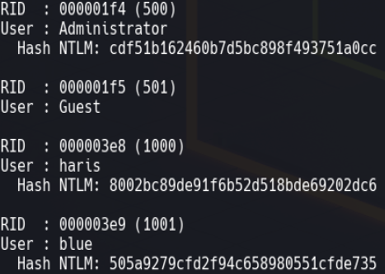 RID  : 000001f4 (500)
User : Administrator
  Hash NTLM: cdf51b162460b7d5bc898f493751a0cc
RID  : 000001f5 (501)
User : Guest
RID  : 000003e8 (1000)
User : haris
  Hash NTLM: 8002bc89de91f6b52d518bde69202dc6
RID  : 000003e9 (1001)
User : blue
  Hash NTLM: 505a9279cfd2f94c658980551cfde735